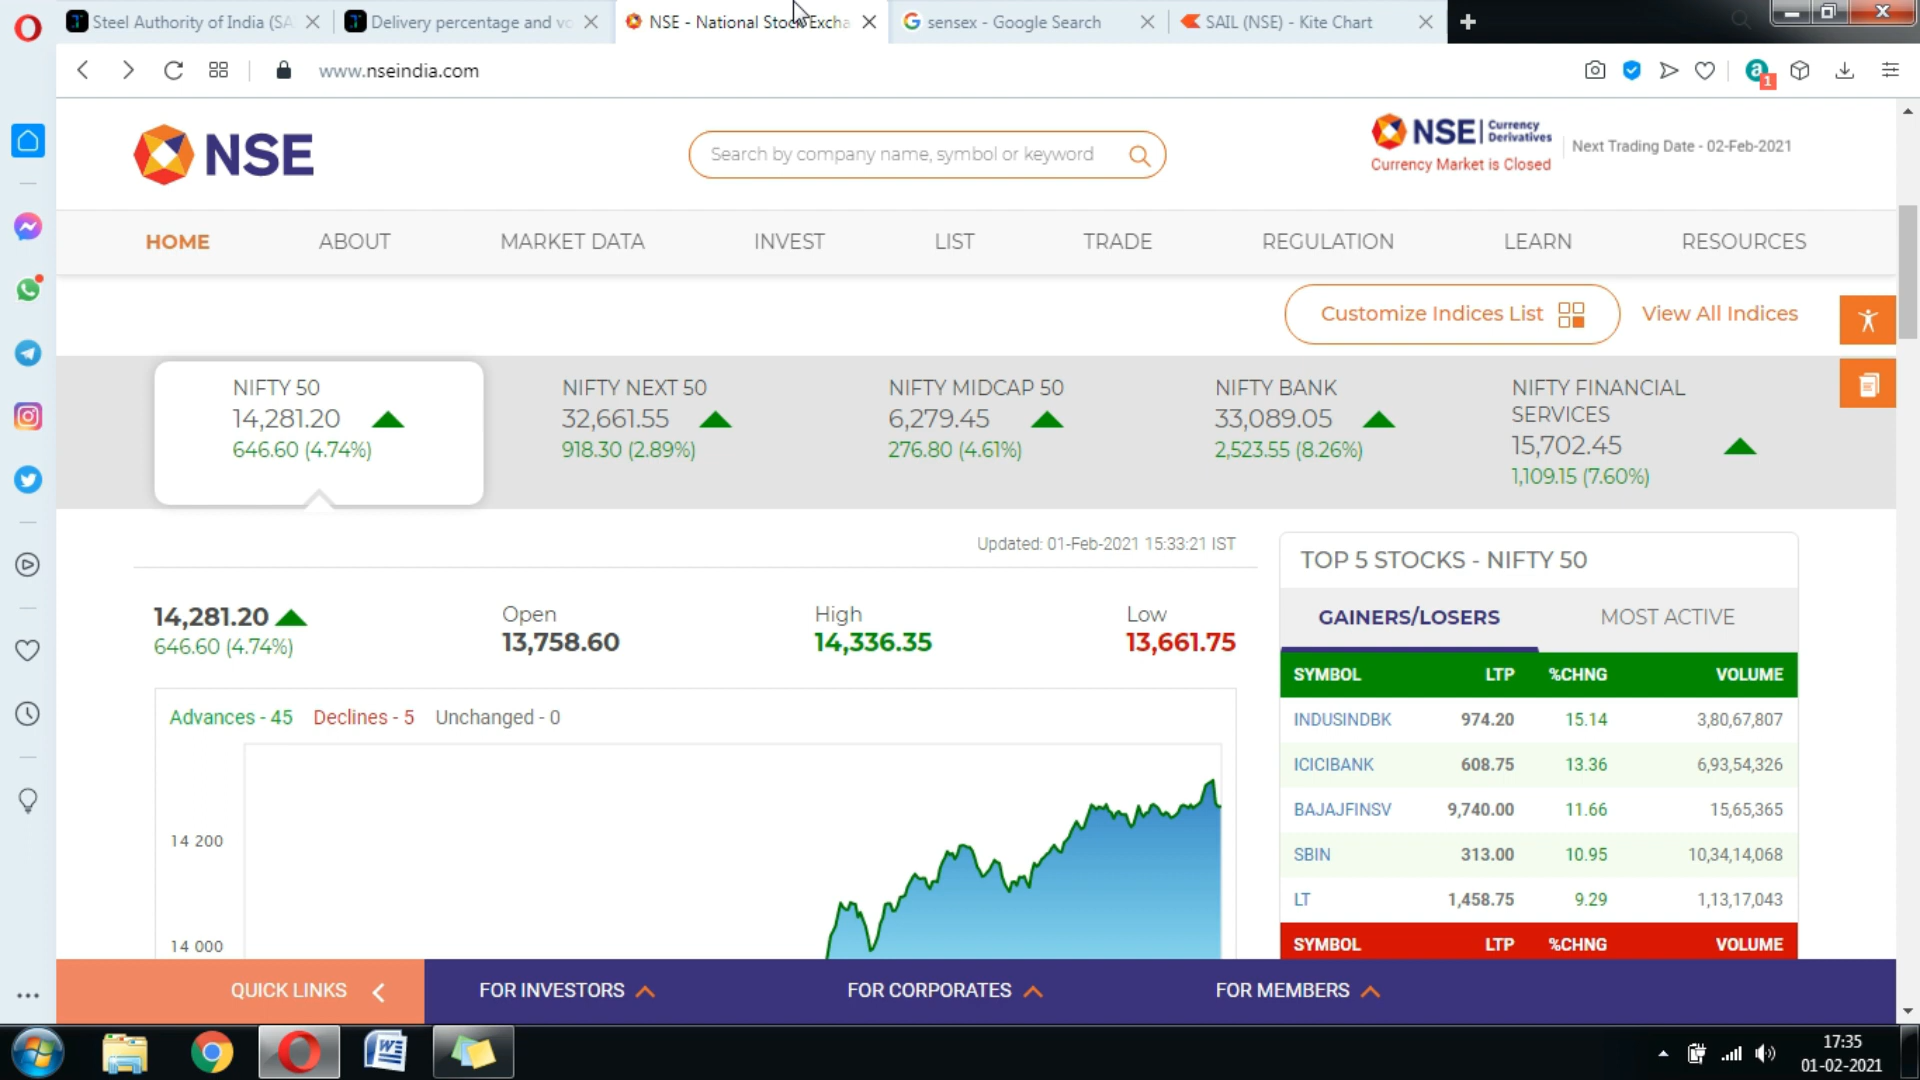 Steel Authority of India (SA
Delivery percentage and vo
NSE - National Stock Excha
sensex - Google Search
SAIL (NSE) - Kite Chart
www.nseindia.com
1
NSE
Search by company name, symbol or keyword
NSE Currency Derivatives
Currency Market is Closed
Next Trading Date - 02-Feb-2021
HOME ABOUT MARKET DATA INVEST LIST TRADE REGULATION LEARN RESOURCES
Customize Indices List
View All Indices
NIFTY 50
14,281.20
646.60 (4.74%)
NIFTY NEXT 50
32,661.55
918.30 (2.89%)
NIFTY MIDCAP 50
6,279.45
276.80 (4.61%)
NIFTY BANK
33,089.05
2,523.55 (8.26%)
NIFTY FINANCIAL
SERVICES
15,702.45
1,109.15 (7.60%)
Updated: 01-Feb-2021 15:33:21 IST
14,281.20
646.60 (4.74%)
Open
13,758.60
High
14,336.35
Low
13,661.75
Advances - 45 Declines - 5 Unchanged - 0
14 200
14 000
TOP 5 STOCKS - NIFTY 50
GAINERS/LOSERS MOST ACTIVE
SYMBOL LTP %CHNG VOLUME
INDUSINDBK 974.20 15.14 3,80,67,807
ICICIBANK 608.75 13.36 6,93,54,326
BAJAJFINSV 9,740.00 11.66 15,65,365
SBIN 313.00 10.95 10,34,14,068
LT 1,458.75 9.29 1,13,17,043
SYMBOL LTP %CHNG VOLUME
QUICK LINKS
FOR INVESTORS
FOR CORPORATES
FOR MEMBERS
17:35
01-02-2021